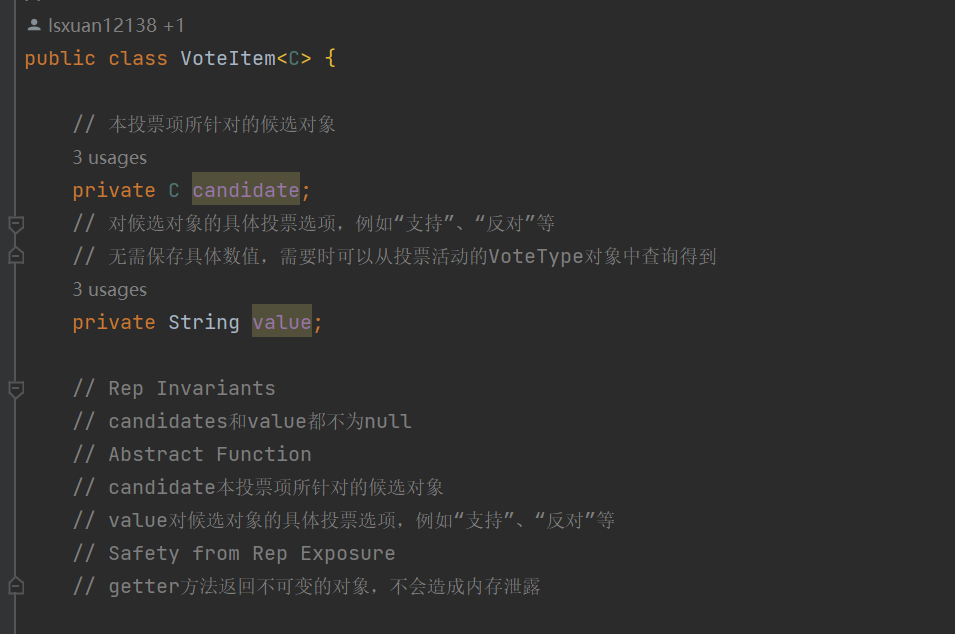 lsxuan12138 +1
public class VoteItem<C> {
// 本投票项所针对的候选对象
3 usages
private C candidate;
// 对候选对象的具体投票选项，例如“支持”、“反对”等
// 无需保存具体数值，需要时可以从投票活动的VoteType对象中查询得到
3 usages
private String value;
// Rep Invariants
// candidates和value都不为null
// Abstract Function
// candidate本投票项所针对的候选对象
// value对候选对象的具体投票选项，例如“支持”、“反对”等
// Safety from Rep Exposure
// getter方法返回不可变的对象，不会造成内存泄露